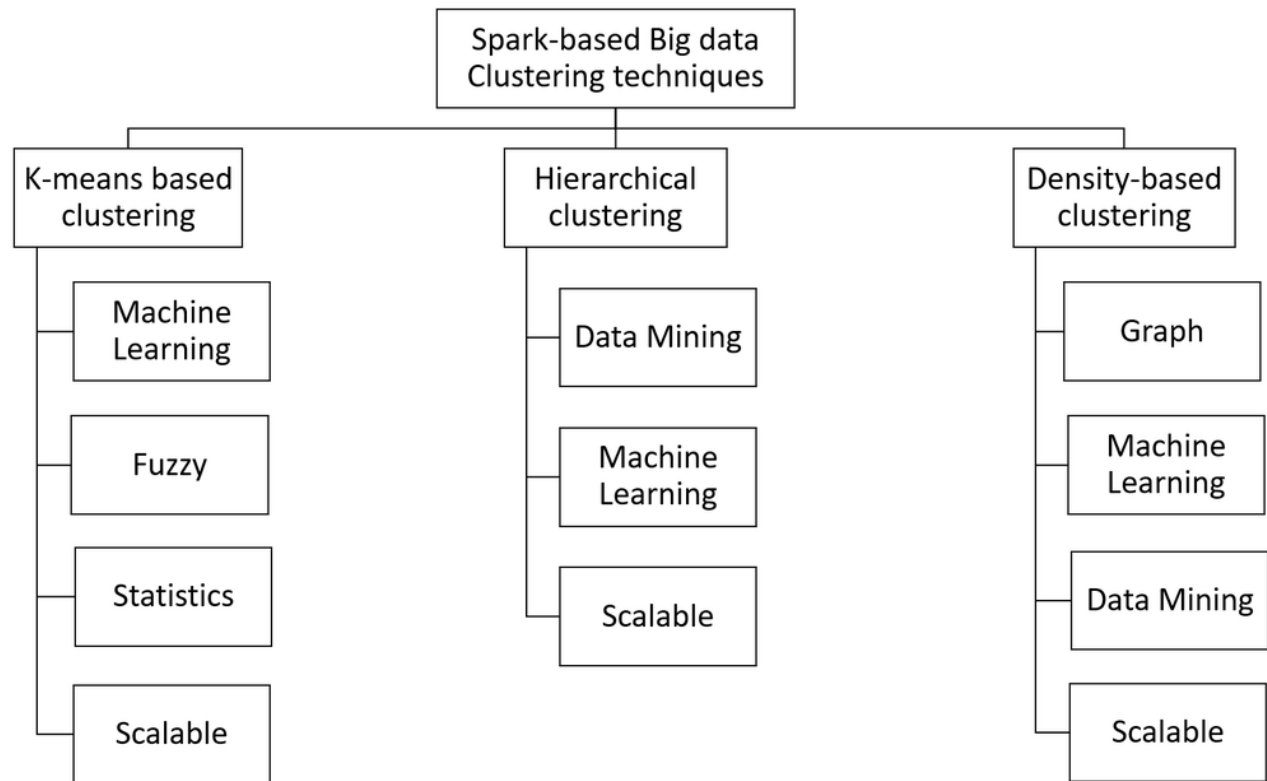 Spark-based Big data
Clustering techniques
K-means based
clustering
Machine
Learning
Fuzzy
Statistics
Scalable
Hierarchical
clustering
Data Mining
Machine
Learning
Scalable
Density-based
clustering
Graph
Machine
Learning
Data Mining
Scalable